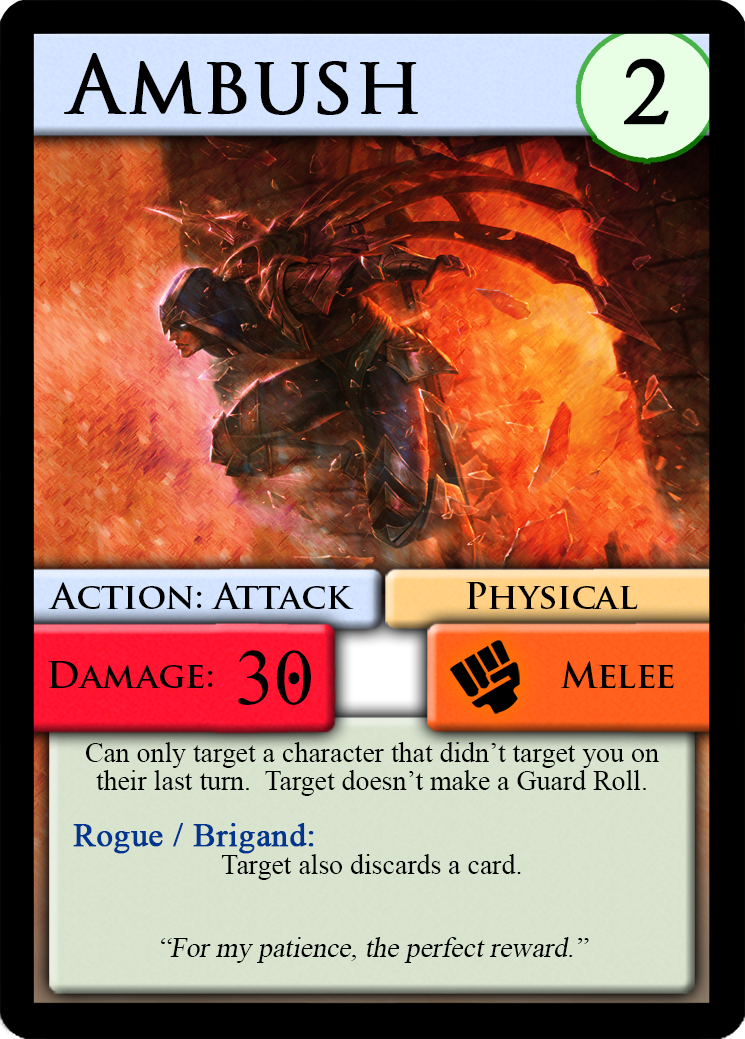 Ambush
2
Action: Attack
Physical
Damage: 30
Melee
Can only target a character that didn't target you on
their last turn.  Target doesn't make a Guard Roll.
Rogue / Brigand:
Target also discards a card.
“For my patience, the perfect reward.”